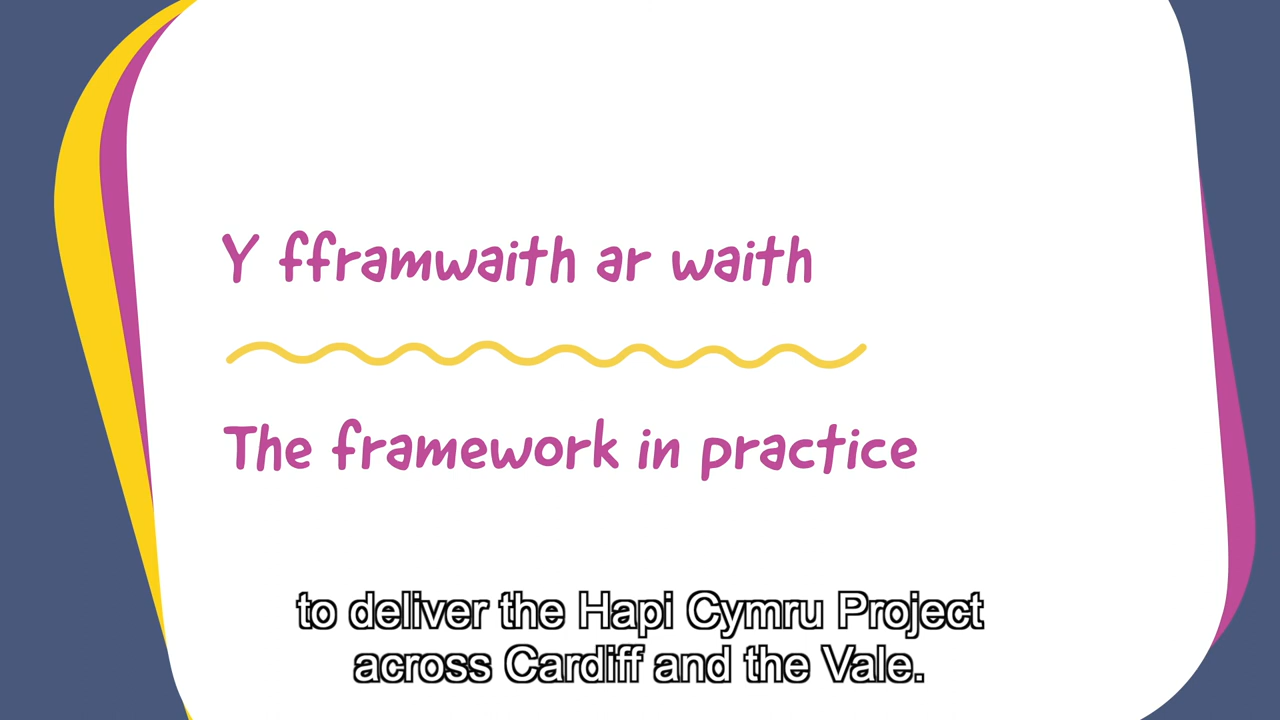 Y fframwaith ar waith
The framework in practice
to deliver the Hapi Cymru Project
across Cardiff and the Vale.